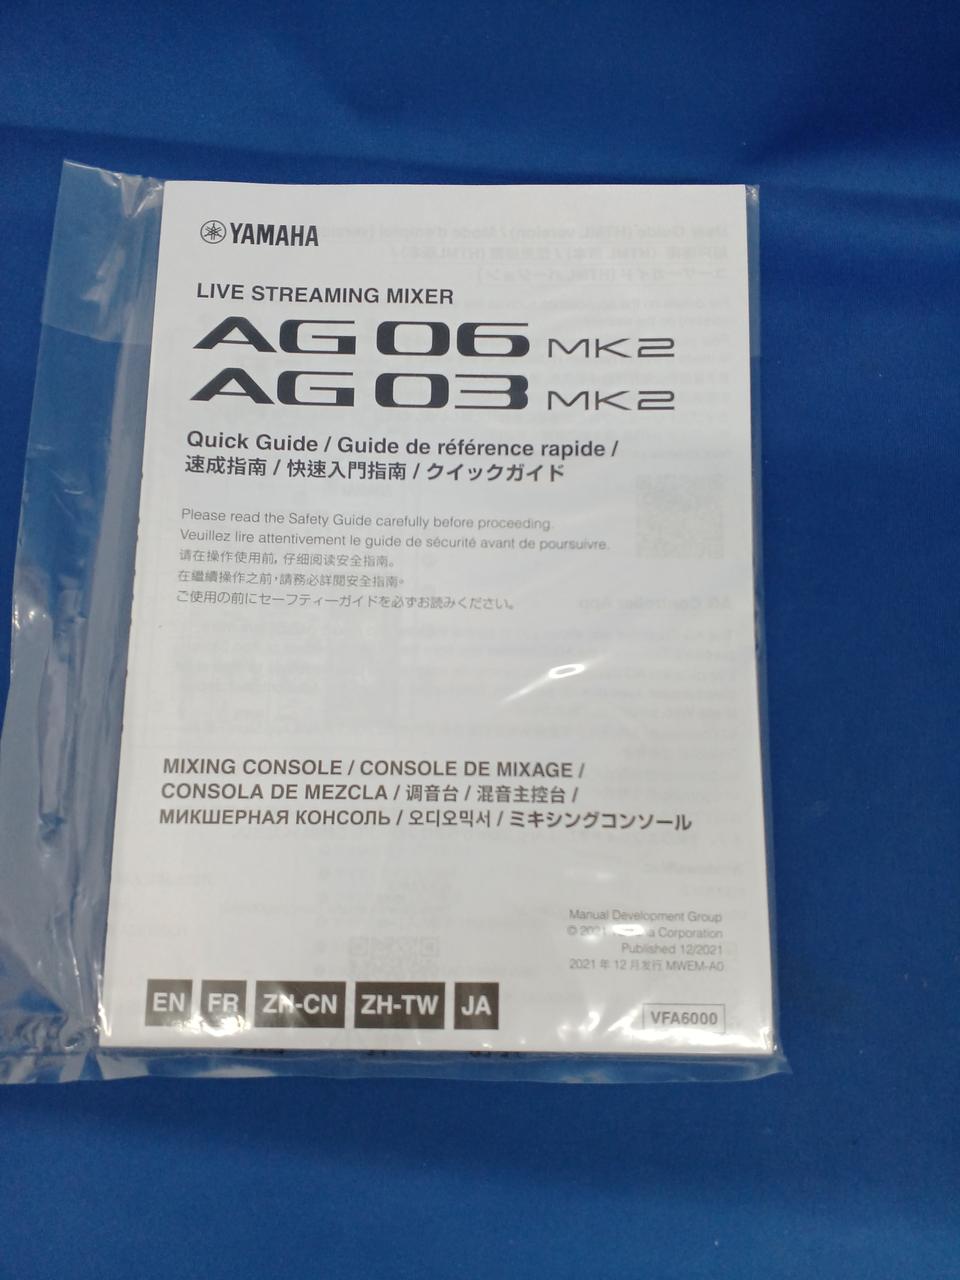 YAMAHA
LIVE STREAMING MIXER
AG06 MK2
AG03 MK2
Quick Guide / Guide de référence rapide /
速成指南 / 快速入門指南 / クイックガイド
Please read the Safety Guide carefully before proceeding.
Veuillez lire attentivement le guide de sécurité avant de poursuivre.
请在操作使用前，仔细阅读安全指南。
在繼續操作之前，請務必詳閱安全指南。
ご使用の前にセーフティーガイドを必ずお読みください。
MIXING CONSOLE / CONSOLE DE MIXAGE /
CONSOLA DE MEZCLA / 调音台 / 混音主控台 /
МИКШЕРНАЯ КОНСОЛЬ / 오디오믹서 / ミキシングコンソール
Manual Development Group
© 2021 Yamaha Corporation
Published 12/2021
2021 年 12 月发行 MWEM-A0
EN FR ZH-CN ZH-TW JA
VFA6000